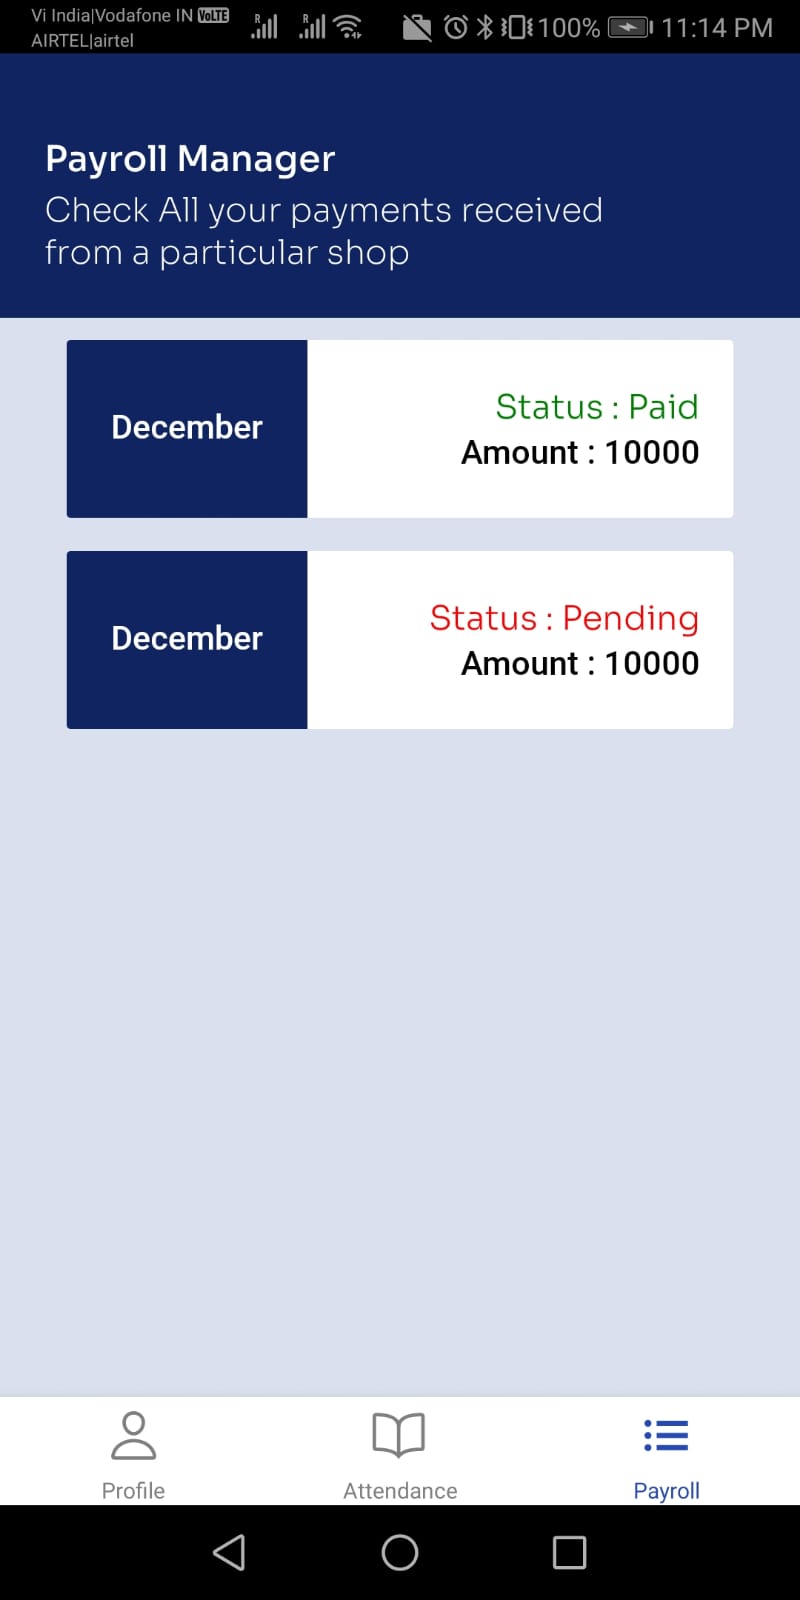 Vi India|Vodafone IN VoLTE
AIRTEL|airtel
R
R
100%
11:14 PM
Payroll Manager
Check All your payments received
from a particular shop
December
Status : Paid
Amount : 10000
December
Status : Pending
Amount : 10000
Profile
Attendance
Payroll